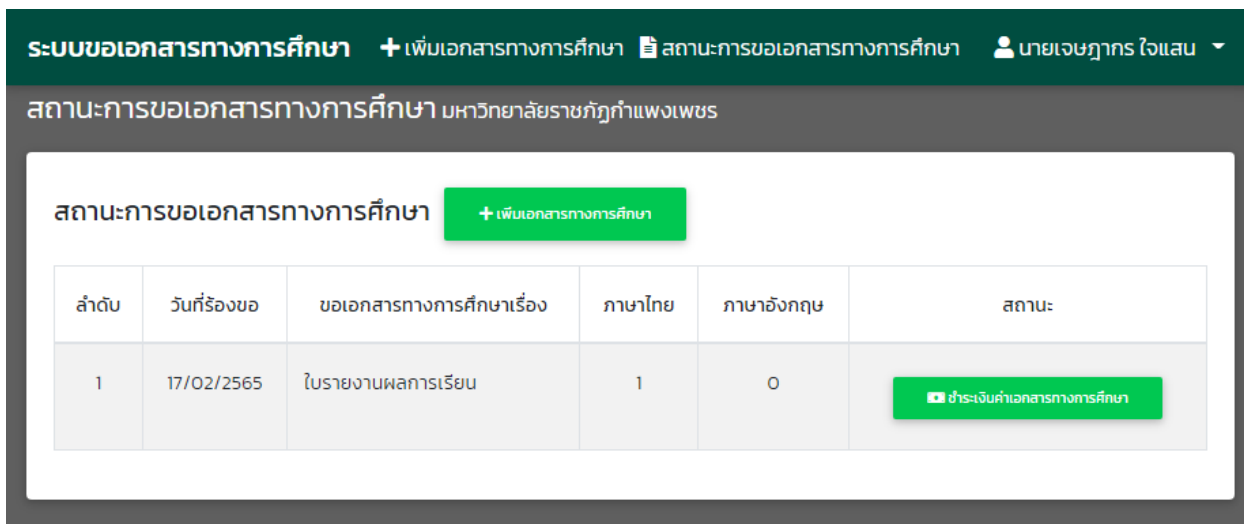 ระบบขอเอกสารทางการศึกษา เพิ่มเอกสารทางการศึกษา สถานะการขอเอกสารทางการศึกษา นายเจษฎากร ใจแสน
สถานะการขอเอกสารทางการศึกษา มหาวิทยาลัยราชภัฏกำแพงเพชร
สถานะการขอเอกสารทางการศึกษา เพิ่มเอกสารทางการศึกษา
ลำดับ วันที่ร้องขอ ขอเอกสารทางการศึกษาเรื่อง ภาษาไทย ภาษาอังกฤษ สถานะ
1 17/02/2565 ใบรายงานผลการเรียน 1 0 ชำระเงินค่าเอกสารทางการศึกษา